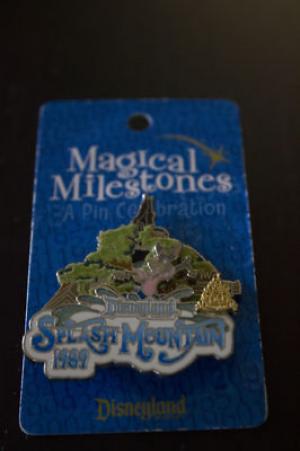 Magical
Milestones
A Pin Celebration
Disneyland
Splash Mountain
1989
Disneyland